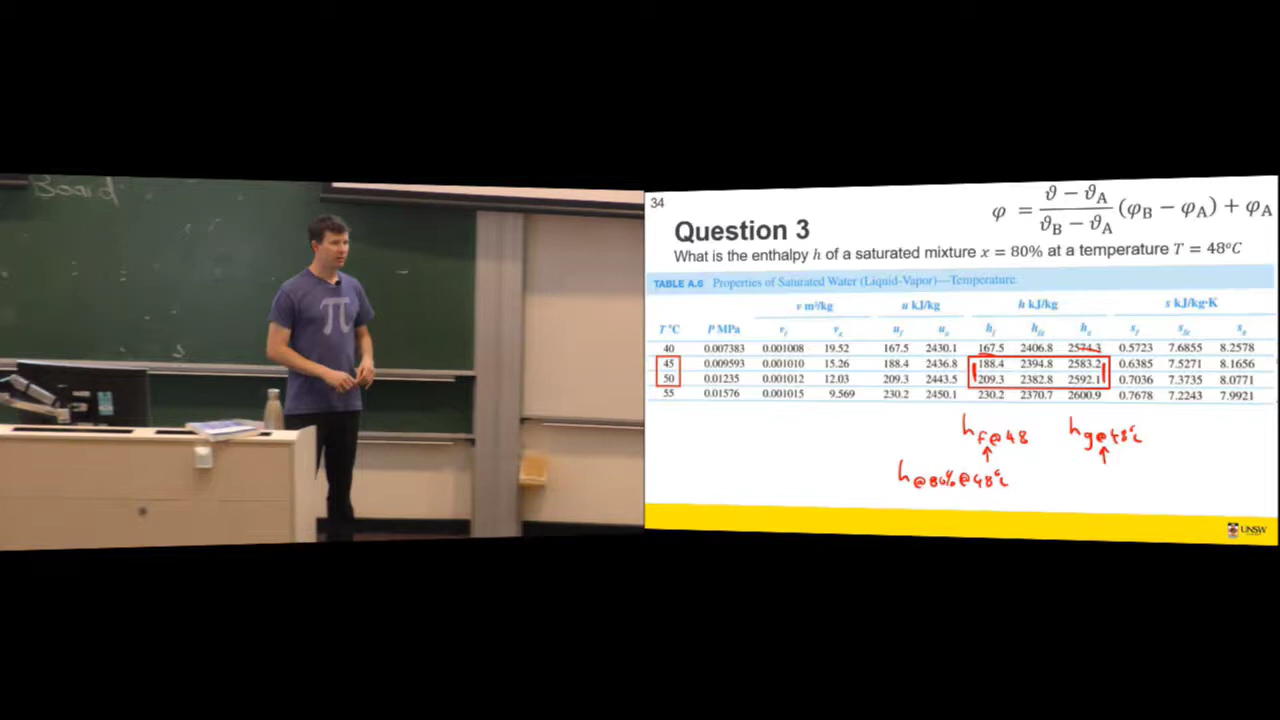 Board
π
34
φ = (ϑ − ϑA)/(ϑB − ϑA) (φB − φA) + φA
Question 3
What is the enthalpy h of a saturated mixture x = 80% at a temperature T = 48°C
TABLE A.6 Properties of Saturated Water (Liquid-Vapor)—Temperature
v m³/kg u kJ/kg h kJ/kg s kJ/kg·K
T °C P MPa vf vg uf ug hf hfg hg sf sfg sg
40 0.007383 0.001008 19.52 167.5 2430.1 167.5 2406.8 2574.3 0.5723 7.6855 8.2578
45 0.009593 0.001010 15.26 188.4 2436.8 188.4 2394.8 2583.2 0.6385 7.5271 8.1656
50 0.01235 0.001012 12.03 209.3 2443.5 209.3 2382.8 2592.1 0.7036 7.3735 8.0771
55 0.01576 0.001015 9.569 230.2 2450.1 230.2 2370.7 2600.9 0.7678 7.2243 7.9921
hf@48 hg@48°C
↑ ↑
h@80%@48°C
UNSW